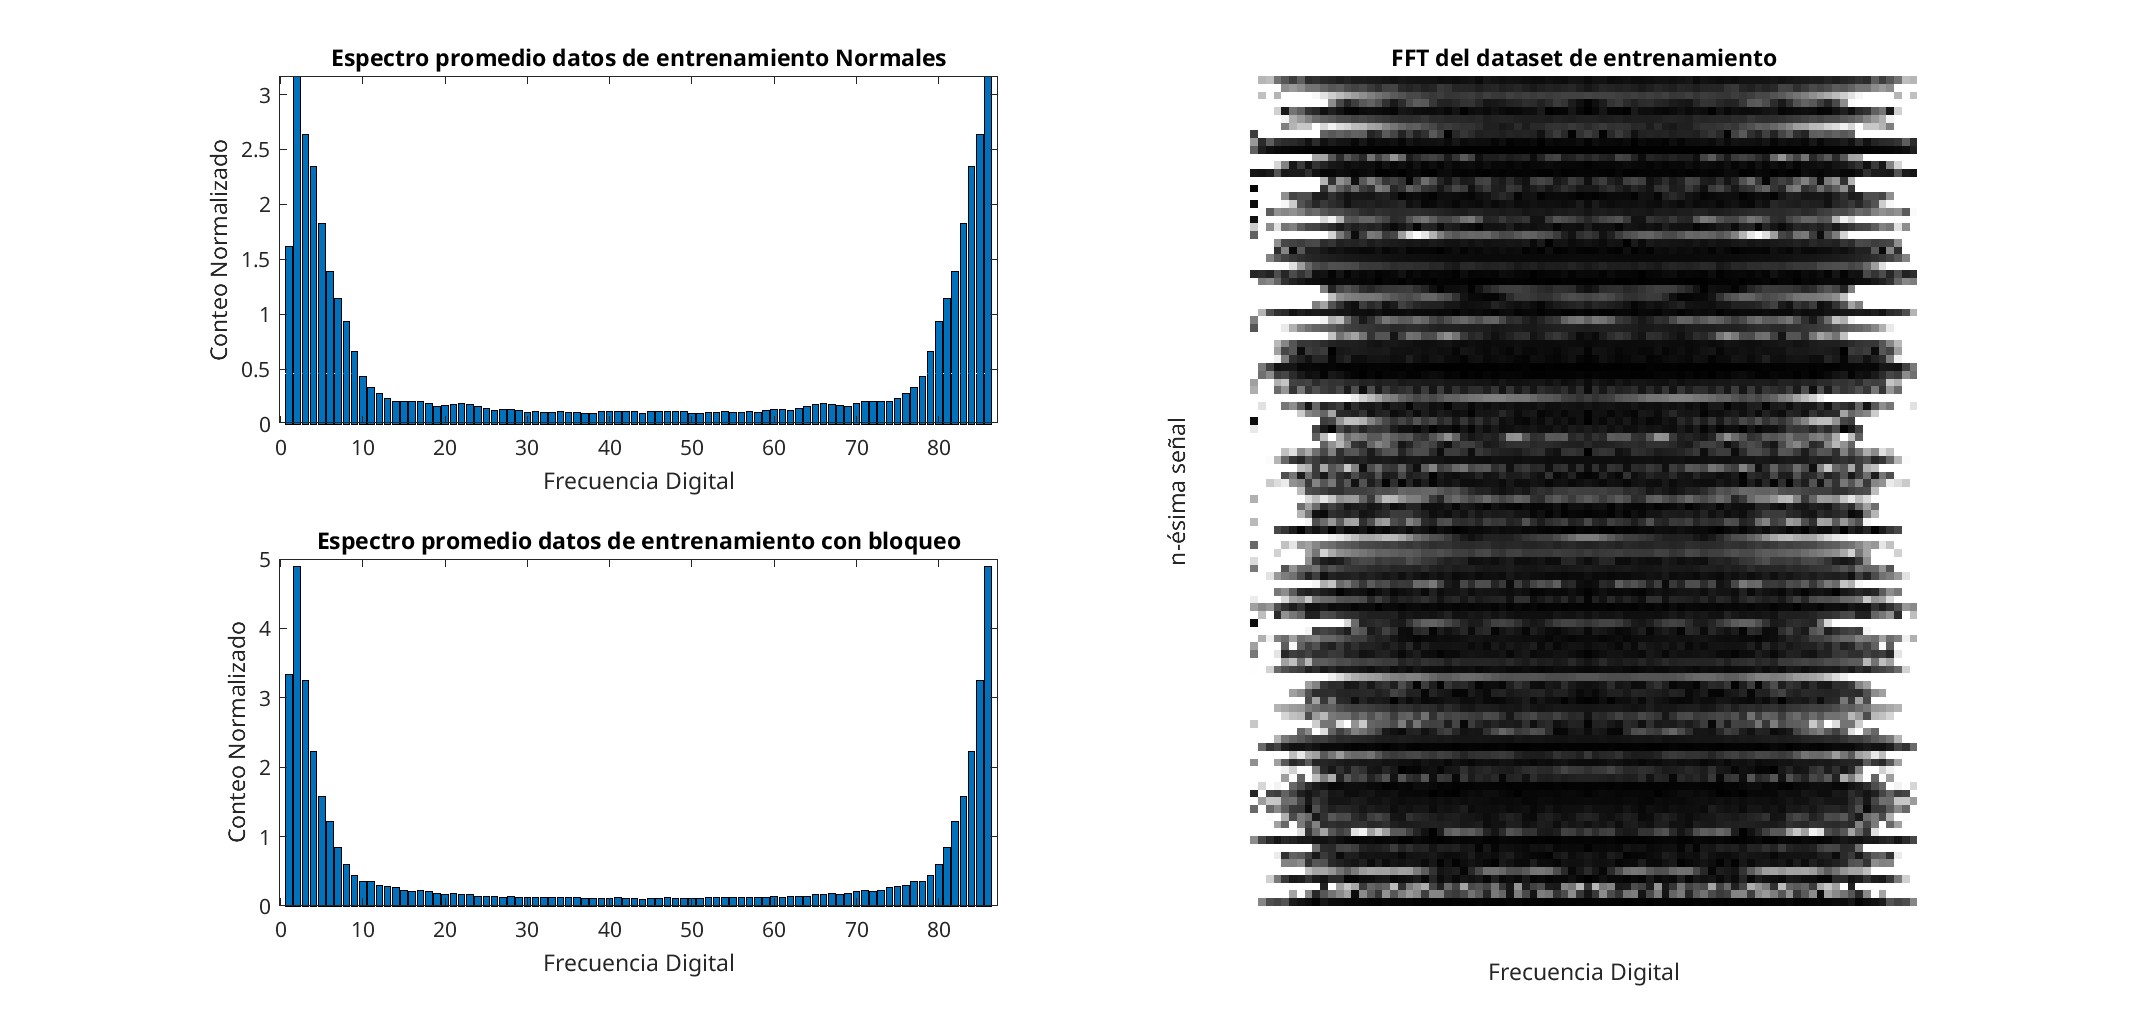 Espectro promedio datos de entrenamiento Normales
3
2.5
2
1.5
1
0.5
0
Conteo Normalizado
0 10 20 30 40 50 60 70 80
Frecuencia Digital
Espectro promedio datos de entrenamiento con bloqueo
5
4
3
2
1
0
Conteo Normalizado
0 10 20 30 40 50 60 70 80
Frecuencia Digital
FFT del dataset de entrenamiento
n-ésima señal
Frecuencia Digital